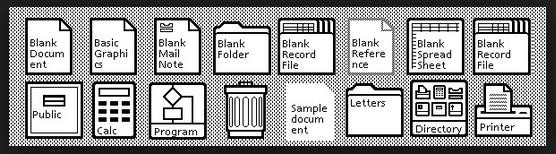 Blank
Docum
ent
Basic
Graphi
cs
Blank
Mail
Note
Blank
Folder
Blank
Record
File
Blank
Refere
nce
Blank
Spread
Sheet
Blank
Record
File
Public
Calc
Program
Sample
docum
ent
Letters
Directory
Printer